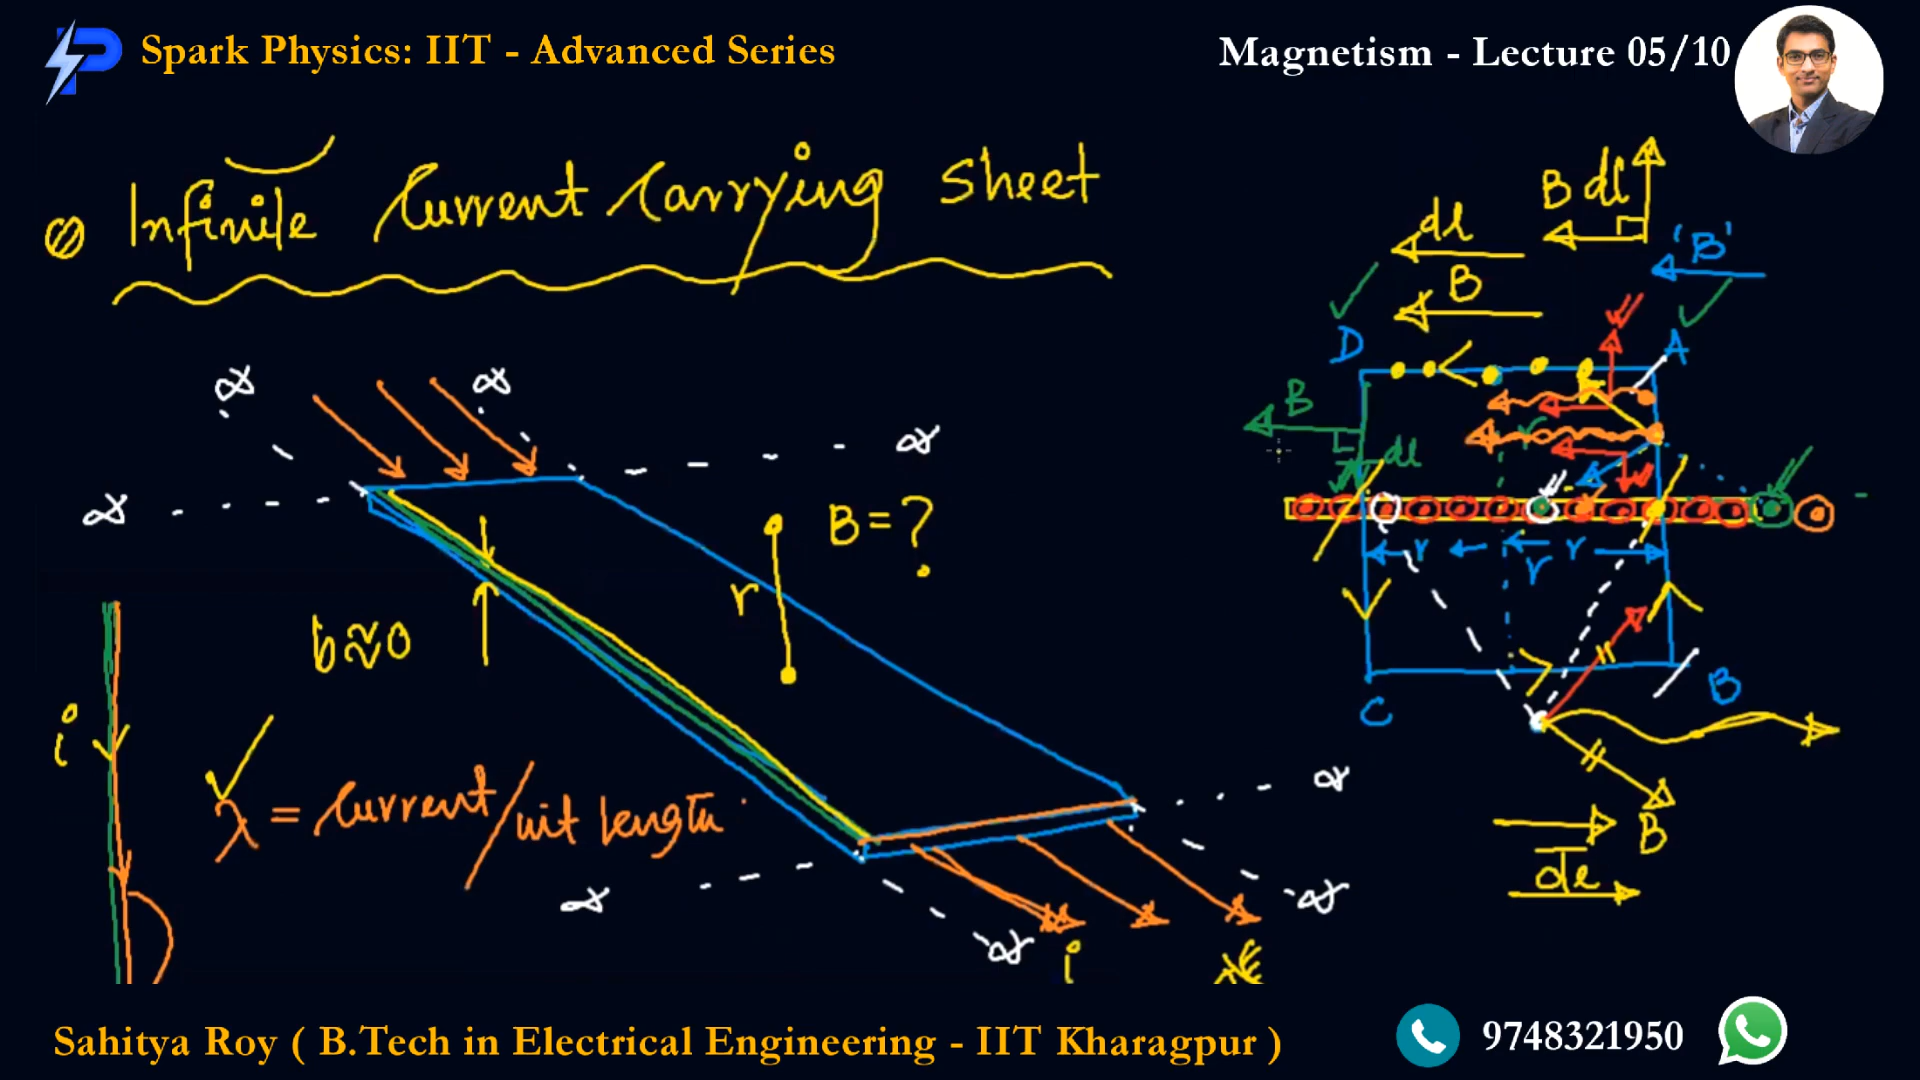 Spark Physics: IIT - Advanced Series
Magnetism - Lecture 05/10
Infinite Current Carrying Sheet
B = ?
r
b≈0
i
λ = Current/unit length
i
B dl
dl
B
'B'
D
A
B
dl
r
r
r
C
B
B
dl
Sahitya Roy ( B.Tech in Electrical Engineering - IIT Kharagpur )
9748321950